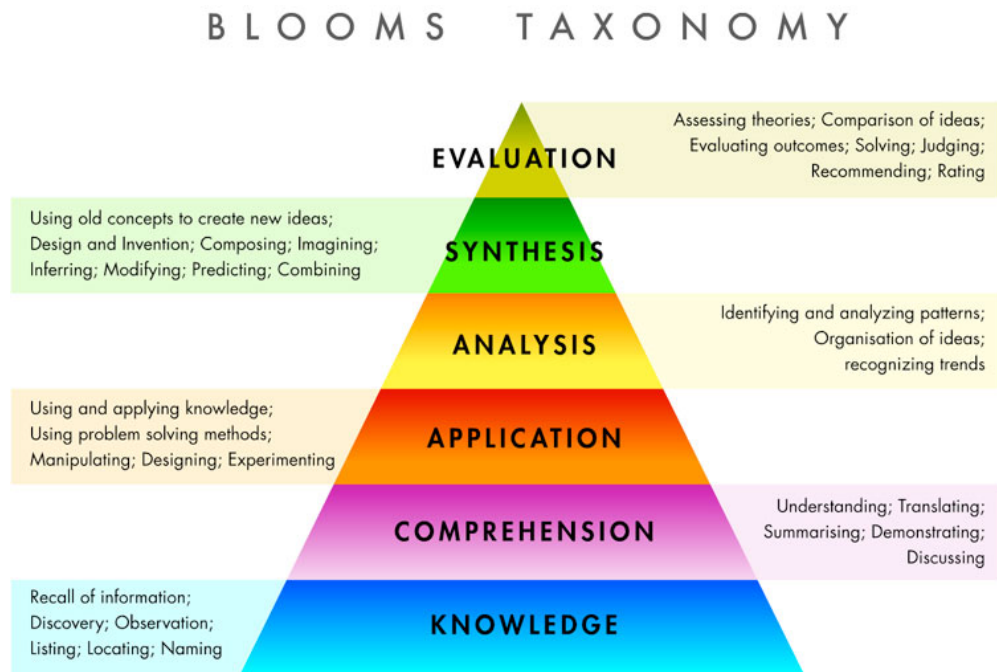 BLOOMS TAXONOMY
EVALUATION
Assessing theories; Comparison of ideas;
Evaluating outcomes; Solving; Judging;
Recommending; Rating
Using old concepts to create new ideas;
Design and Invention; Composing; Imagining;
Inferring; Modifying; Predicting; Combining
SYNTHESIS
ANALYSIS
Identifying and analyzing patterns;
Organisation of ideas;
recognizing trends
Using and applying knowledge;
Using problem solving methods;
Manipulating; Designing; Experimenting
APPLICATION
COMPREHENSION
Understanding; Translating;
Summarising; Demonstrating;
Discussing
Recall of information;
Discovery; Observation;
Listing; Locating; Naming
KNOWLEDGE